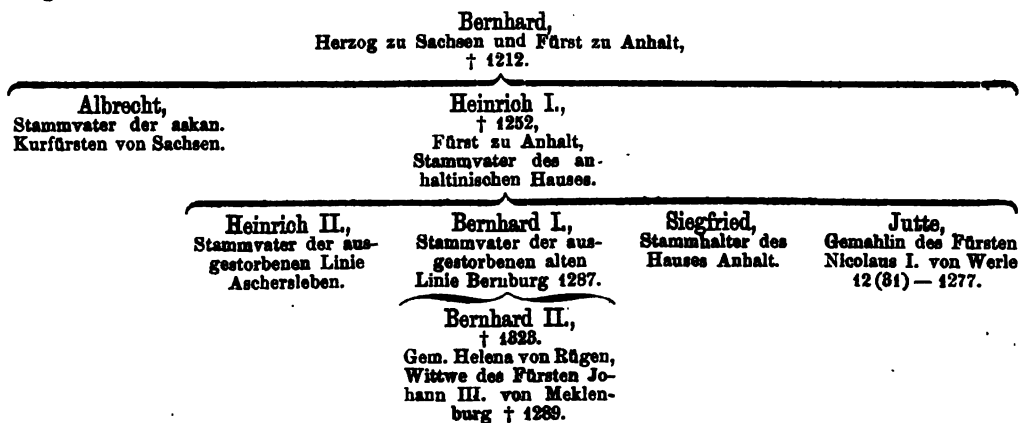 Bernhard,
Herzog zu Sachsen und Fürst zu Anhalt,
† 1212.
Albrecht,
Stammvater der askan.
Kurfürsten von Sachsen.
Heinrich I.,
† 1252,
Fürst zu Anhalt,
Stammvater des an-
haltinischen Hauses.
Heinrich II.,
Stammvater der aus-
gestorbenen Linie
Aschersleben.
Bernhard I.,
Stammvater der aus-
gestorbenen alten
Linie Bernburg 1287.
Siegfried,
Stammhalter des
Hauses Anhalt.
Jutte,
Gemahlin des Fürsten
Nicolaus I. von Werle
12(31) — 1277.
Bernhard II.,
† 1323.
Gem. Helena von Rügen,
Wittwe des Fürsten Jo-
hann III. von Meklen-
burg † 1289.